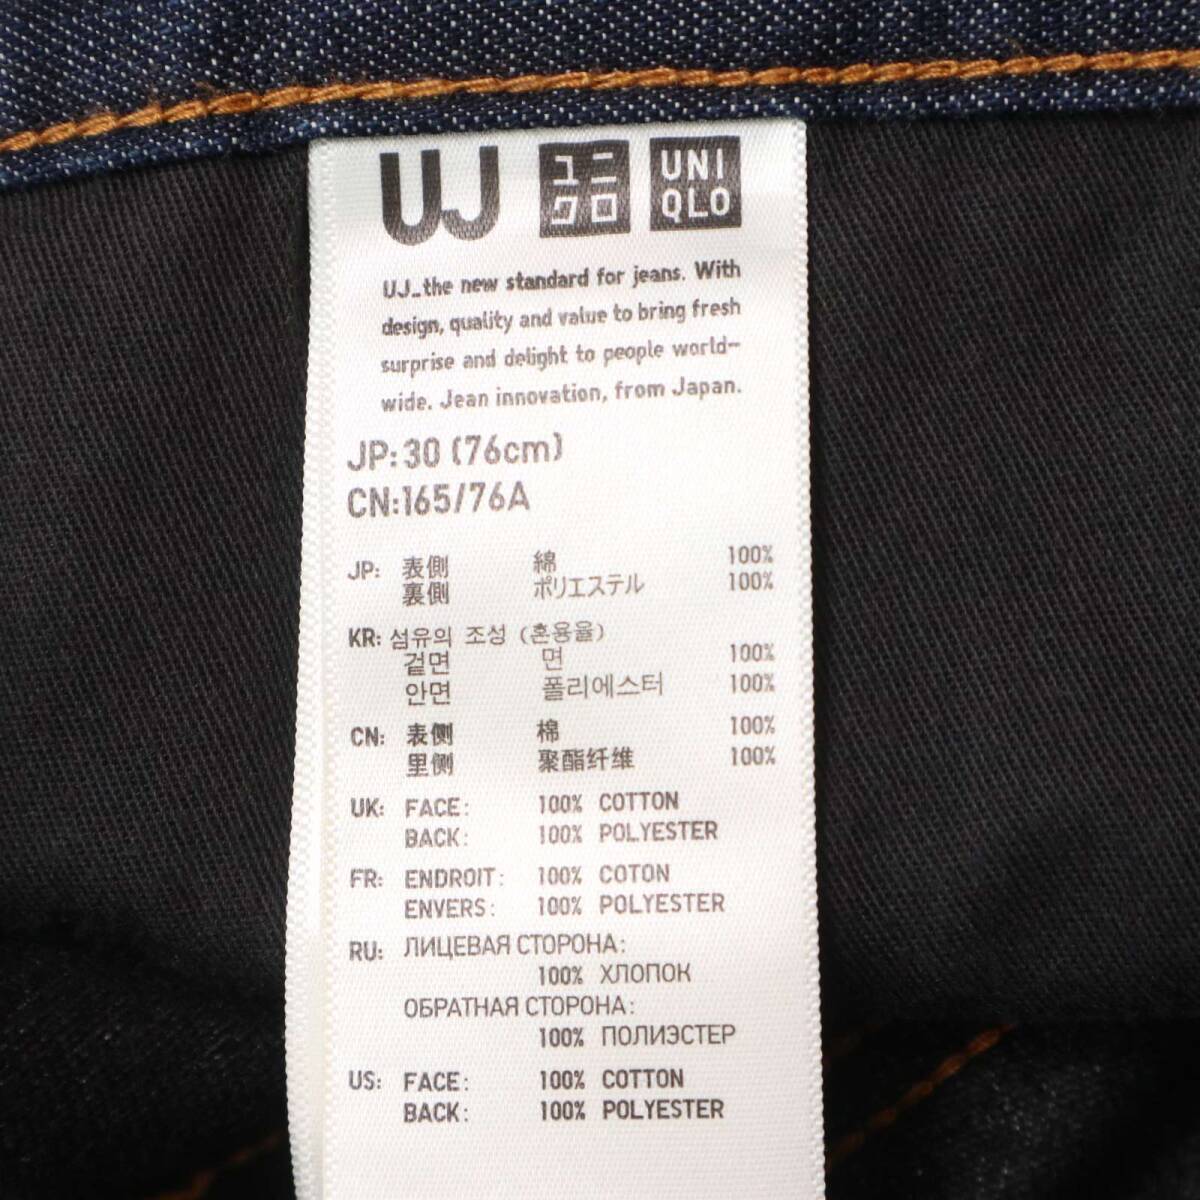 UJ ユニクロ UNIQLO
UJ_the new standard for jeans. With
design, quality and value to bring fresh
surprise and delight to people world-
wide. Jean innovation, from Japan.
JP:30 (76cm)
CN:165/76A
JP: 表側 綿 100%
裏側 ポリエステル 100%
KR: 섬유의 조성 (혼용율)
겉면 면 100%
안면 폴리에스터 100%
CN: 表侧 棉 100%
里侧 聚酯纤维 100%
UK: FACE: 100% COTTON
BACK: 100% POLYESTER
FR: ENDROIT: 100% COTON
ENVERS: 100% POLYESTER
RU: ЛИЦЕВАЯ СТОРОНА:
100% ХЛОПОК
ОБРАТНАЯ СТОРОНА:
100% ПОЛИЭСТЕР
US: FACE: 100% COTTON
BACK: 100% POLYESTER